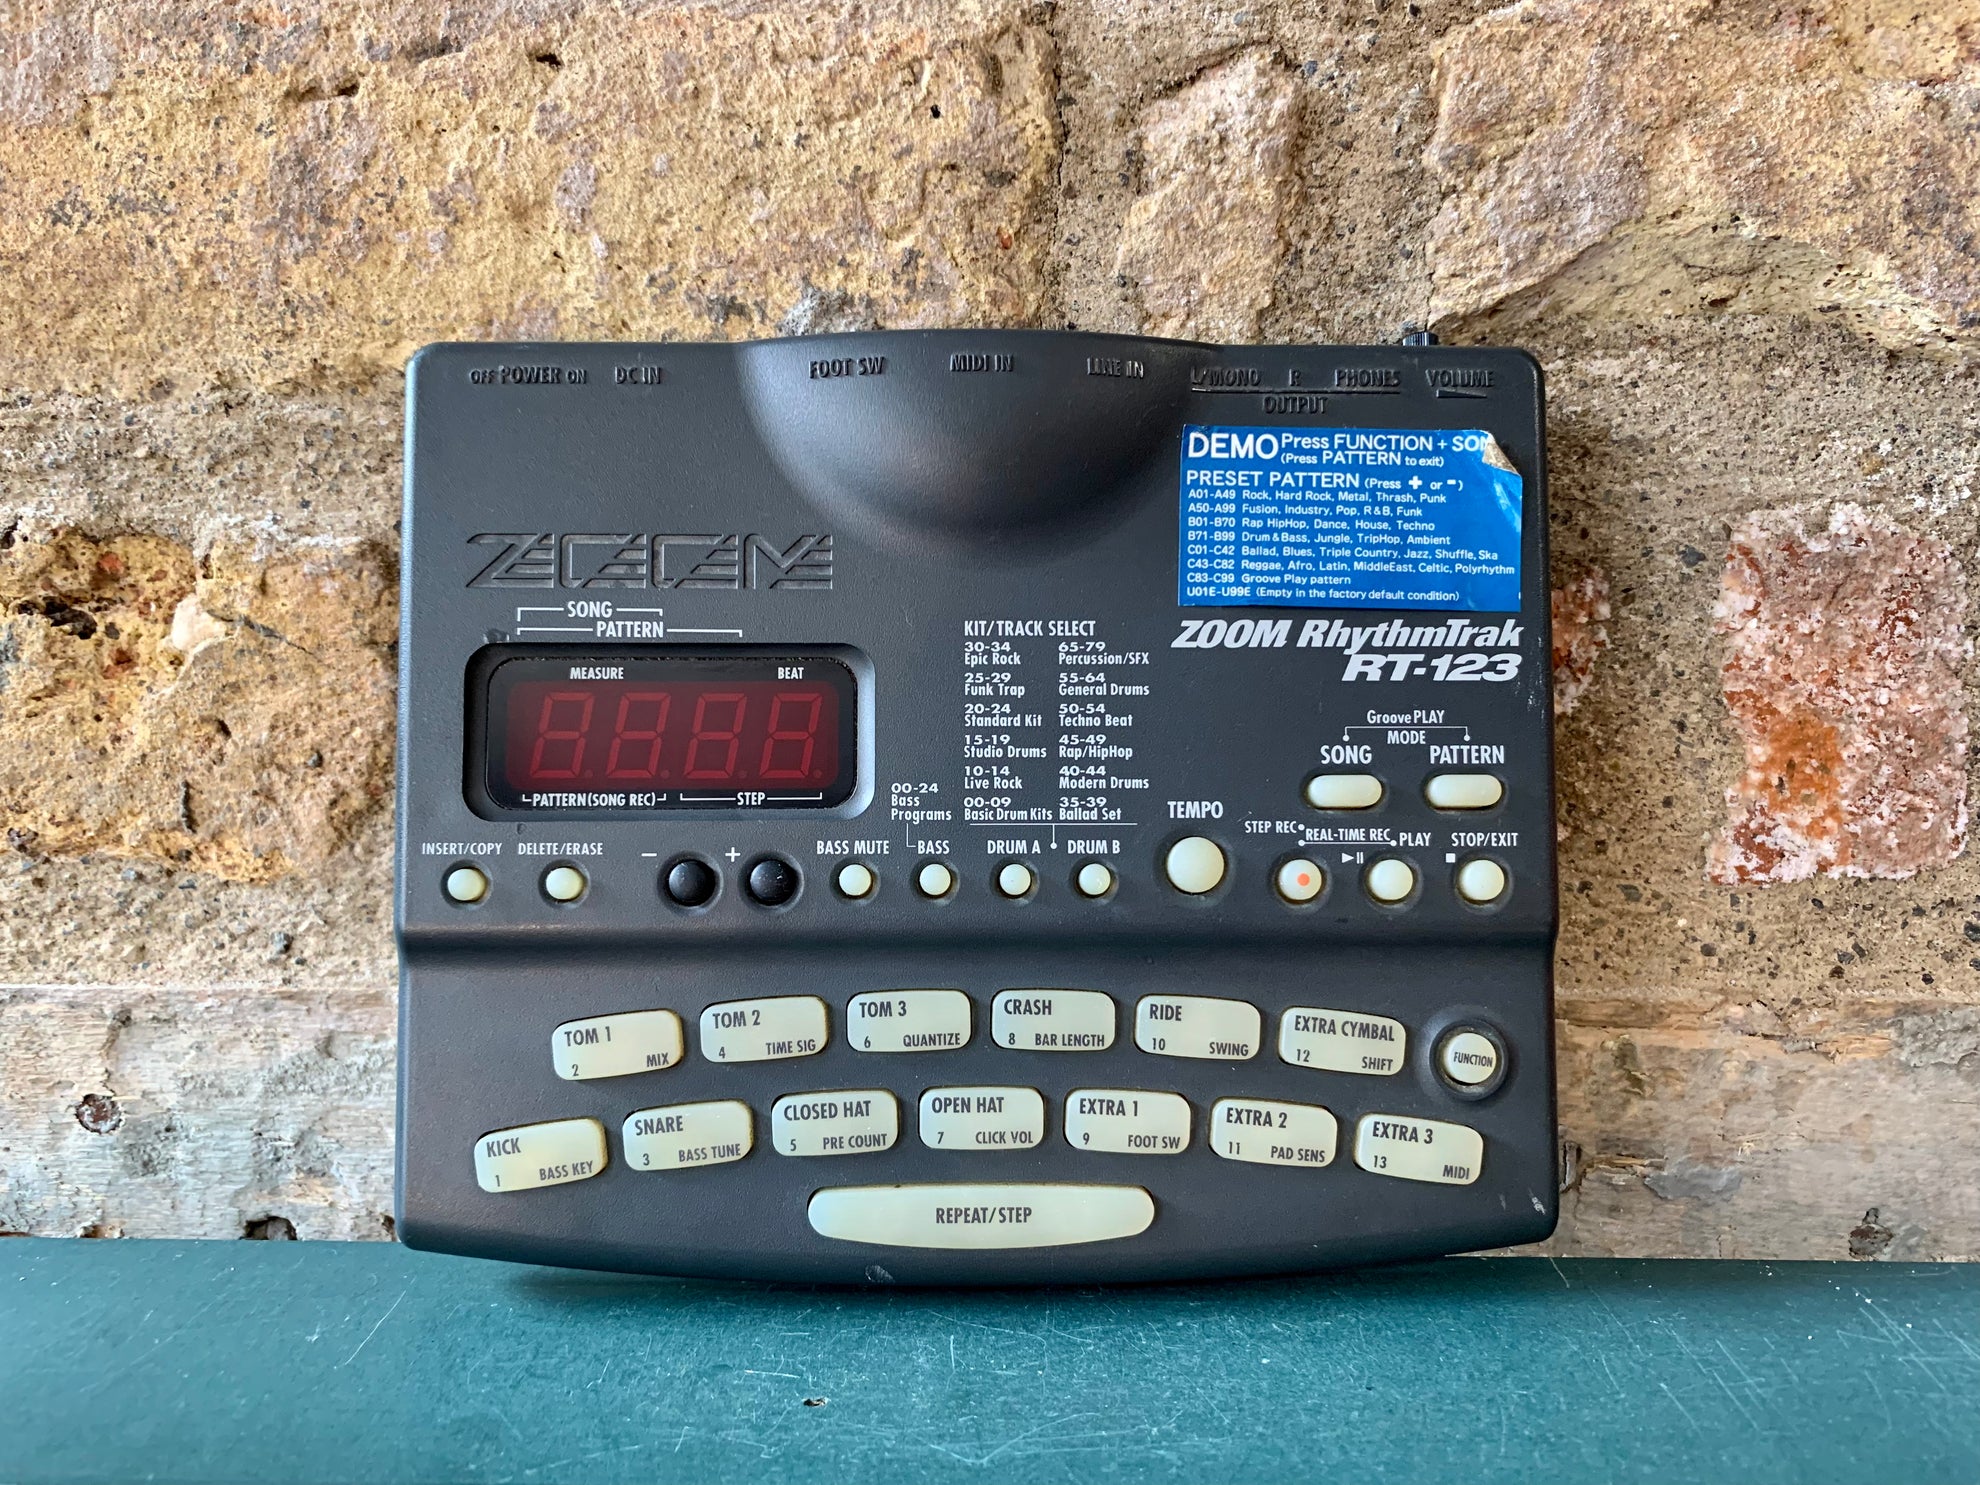 OFF POWER ON DC IN FOOT SW MIDI IN LINE IN L/MONO R PHONES VOLUME
OUTPUT
DEMO Press FUNCTION + SON
(Press PATTERN to exit)
PRESET PATTERN (Press + or -)
A01-A49 Rock, Hard Rock, Metal, Thrash, Punk
A50-A99 Fusion, Industry, Pop, R&B, Funk
B01-B70 Rap HipHop, Dance, House, Techno
B71-B99 Drum&Bass, Jungle, TripHop, Ambient
C01-C42 Ballad, Blues, Triple Country, Jazz, Shuffle, Ska
C43-C82 Reggae, Afro, Latin, MiddleEast, Celtic, Polyrhythm
C83-C99 Groove Play pattern
U01E-U99E (Empty in the factory default condition)
ZOOM
SONG
PATTERN
MEASURE BEAT
PATTERN(SONG REC) STEP
KIT/TRACK SELECT
30-34 65-79
Epic Rock Percussion/SFX
25-29 55-64
Funk Trap General Drums
20-24 50-54
Standard Kit Techno Beat
15-19 45-49
Studio Drums Rap/HipHop
10-14 40-44
Live Rock Modern Drums
00-09 35-39
Basic Drum Kits Ballad Set
00-24
Bass
Programs
ZOOM RhythmTrak
RT-123
GroovePLAY
MODE
SONG PATTERN
TEMPO
STEP REC REAL-TIME REC PLAY STOP/EXIT
INSERT/COPY DELETE/ERASE - + BASS MUTE BASS DRUM A DRUM B
TOM 1
2 MIX
TOM 2
4 TIME SIG
TOM 3
6 QUANTIZE
CRASH
8 BAR LENGTH
RIDE
10 SWING
EXTRA CYMBAL
12 SHIFT
FUNCTION
KICK
1 BASS KEY
SNARE
3 BASS TUNE
CLOSED HAT
5 PRE COUNT
OPEN HAT
7 CLICK VOL
EXTRA 1
9 FOOT SW
EXTRA 2
11 PAD SENS
EXTRA 3
13 MIDI
REPEAT/STEP